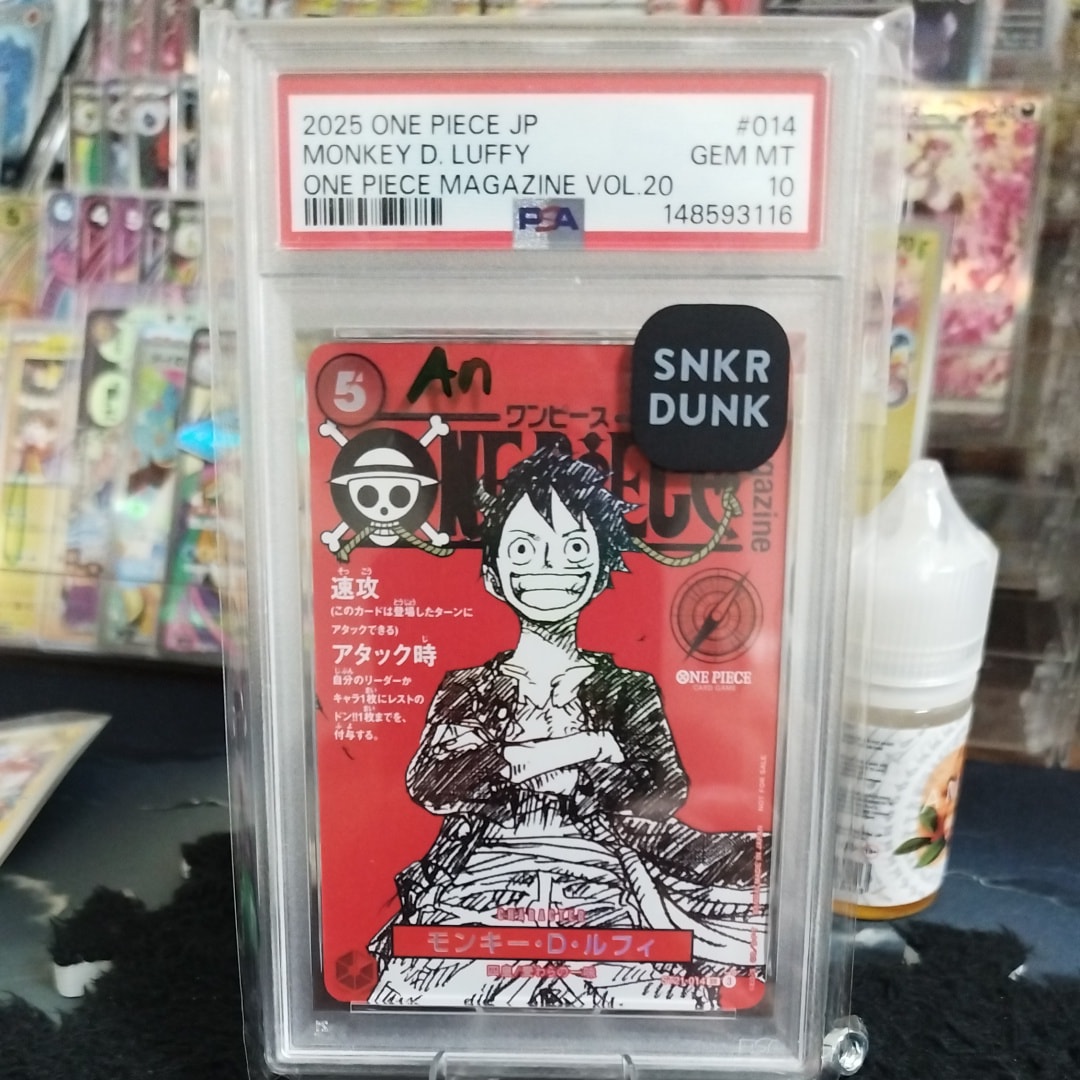 2025 ONE PIECE JP #014
MONKEY D. LUFFY GEM MT
ONE PIECE MAGAZINE VOL.20 10
PSA 148593116
SNKR
DUNK
5
An
ワンピース
ONE PIECE
速攻
(このカードは登場したターンに
アタックできる)
アタック時
自分のリーダーか
キャラ1枚にレストの
ドン!!1枚までを、
付与する。
ONE PIECE
CARD GAME
NOT FOR SALE
CHARACTER
モンキー・D・ルフィ